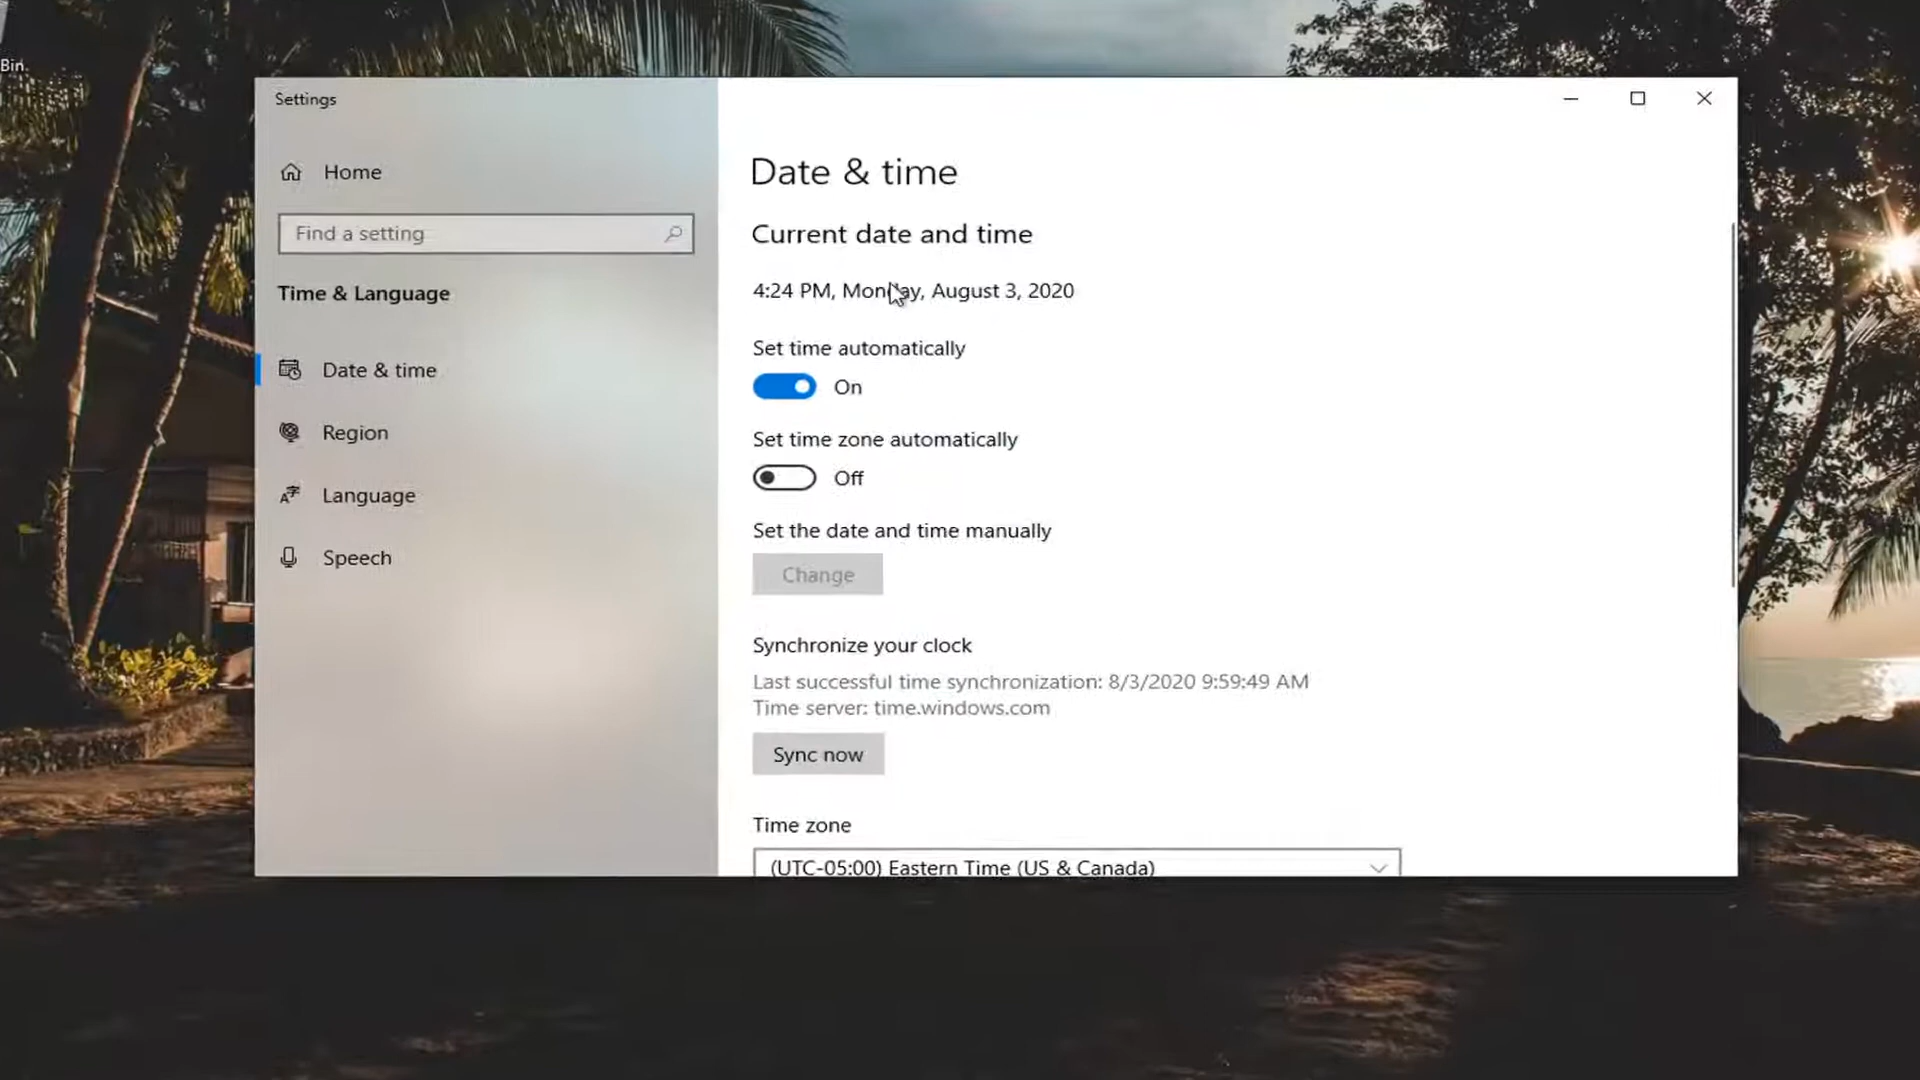 Bin
Settings
Home
Find a setting
Time & Language
Date & time
Region
Language
Speech
Date & time
Current date and time
4:24 PM, Monday, August 3, 2020
Set time automatically
On
Set time zone automatically
Off
Set the date and time manually
Change
Synchronize your clock
Last successful time synchronization: 8/3/2020 9:59:49 AM
Time server: time.windows.com
Sync now
Time zone
(UTC-05:00) Eastern Time (US & Canada)